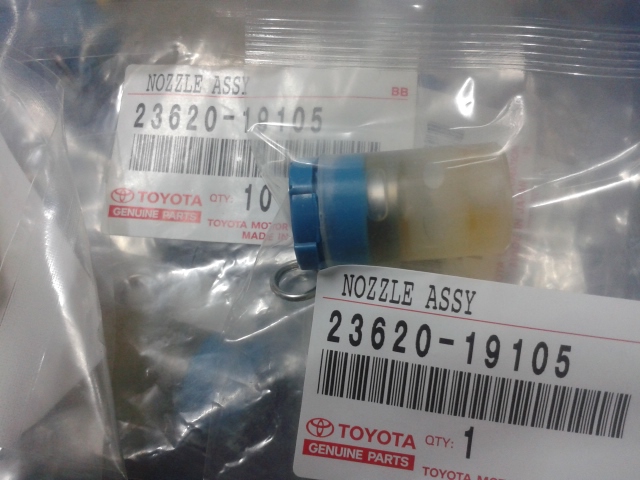 NOZZLE ASSY
BB
23620-19105
TOYOTA QTY: 10
GENUINE PARTS
TOYOTA MOTOR
MADE IN
NOZZLE ASSY
23620-19105
TOYOTA QTY: 1
GENUINE PARTS
TOYOTA MOTOR